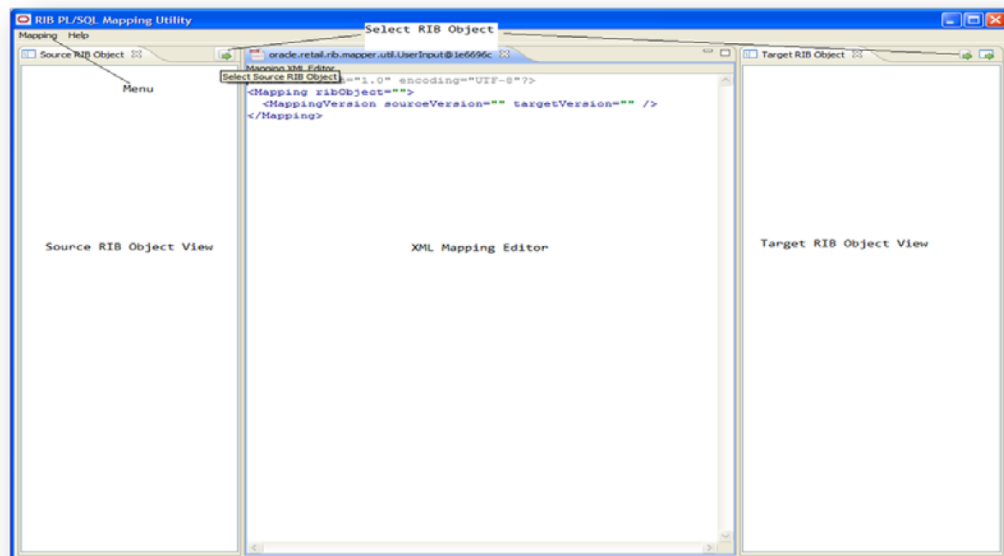 RIB PL/SQL Mapping Utility
Mapping Help
Select RIB Object
Source RIB Object
oracle.retail.rib.mapper.util.UserInput@1e6696c
Target RIB Object
Mapping XML Editor
Select Source RIB Object
="1.0" encoding="UTF-8"?>
Menu
<Mapping ribObject="">
<MappingVersion sourceVersion="" targetVersion="" />
</Mapping>
Source RIB Object View
XML Mapping Editor
Target RIB Object View